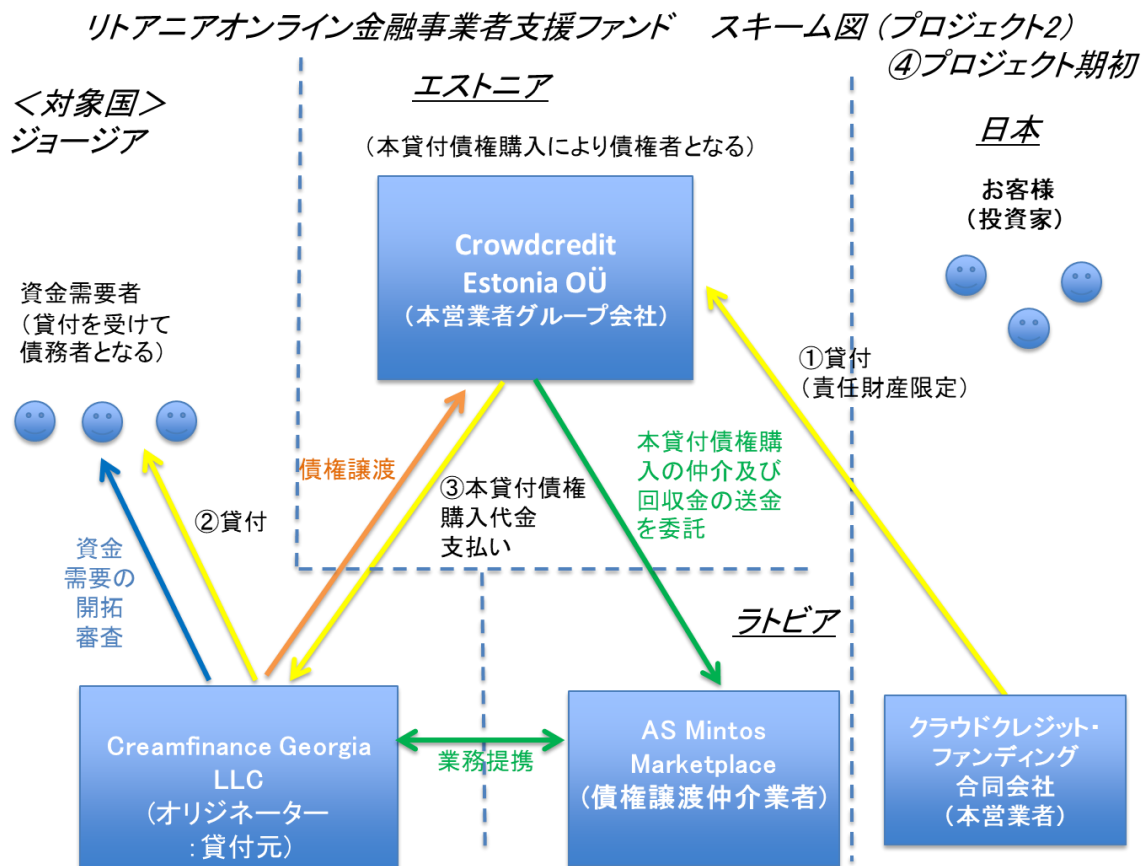 リトアニアオンライン金融事業者支援ファンド　スキーム図（プロジェクト2）
④プロジェクト期初
＜対象国＞
ジョージア
エストニア
日本
（本貸付債権購入により債権者となる）
お客様
（投資家）
Crowdcredit
Estonia OÜ
（本営業者グループ会社）
資金需要者
（貸付を受けて
債務者となる）
①貸付
（責任財産限定）
債権譲渡
③本貸付債権
購入代金
支払い
本貸付債権購
入の仲介及び
回収金の送金
を委託
②貸付
資金
需要の
開拓
審査
ラトビア
Creamfinance Georgia
LLC
（オリジネーター
：貸付元）
業務提携
AS Mintos
Marketplace
（債権譲渡仲介業者）
クラウドクレジット・
ファンディング
合同会社
（本営業者）